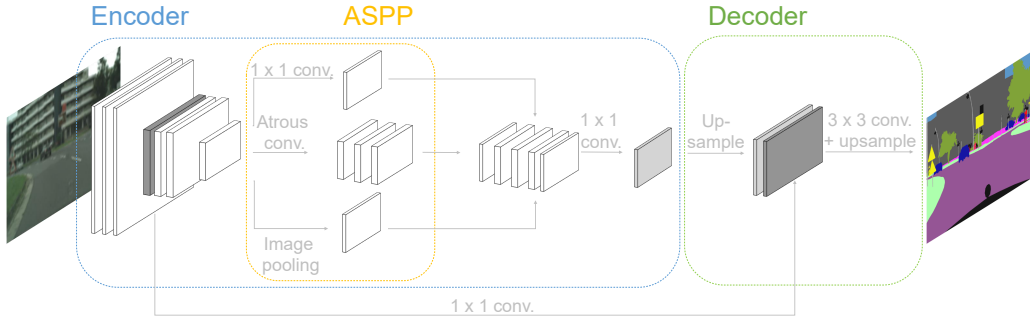 Encoder
ASPP
Decoder
1 x 1 conv.
Atrous
conv.
Image
pooling
1 x 1
conv.
Up-
sample
3 x 3 conv.
+ upsample
1 x 1 conv.